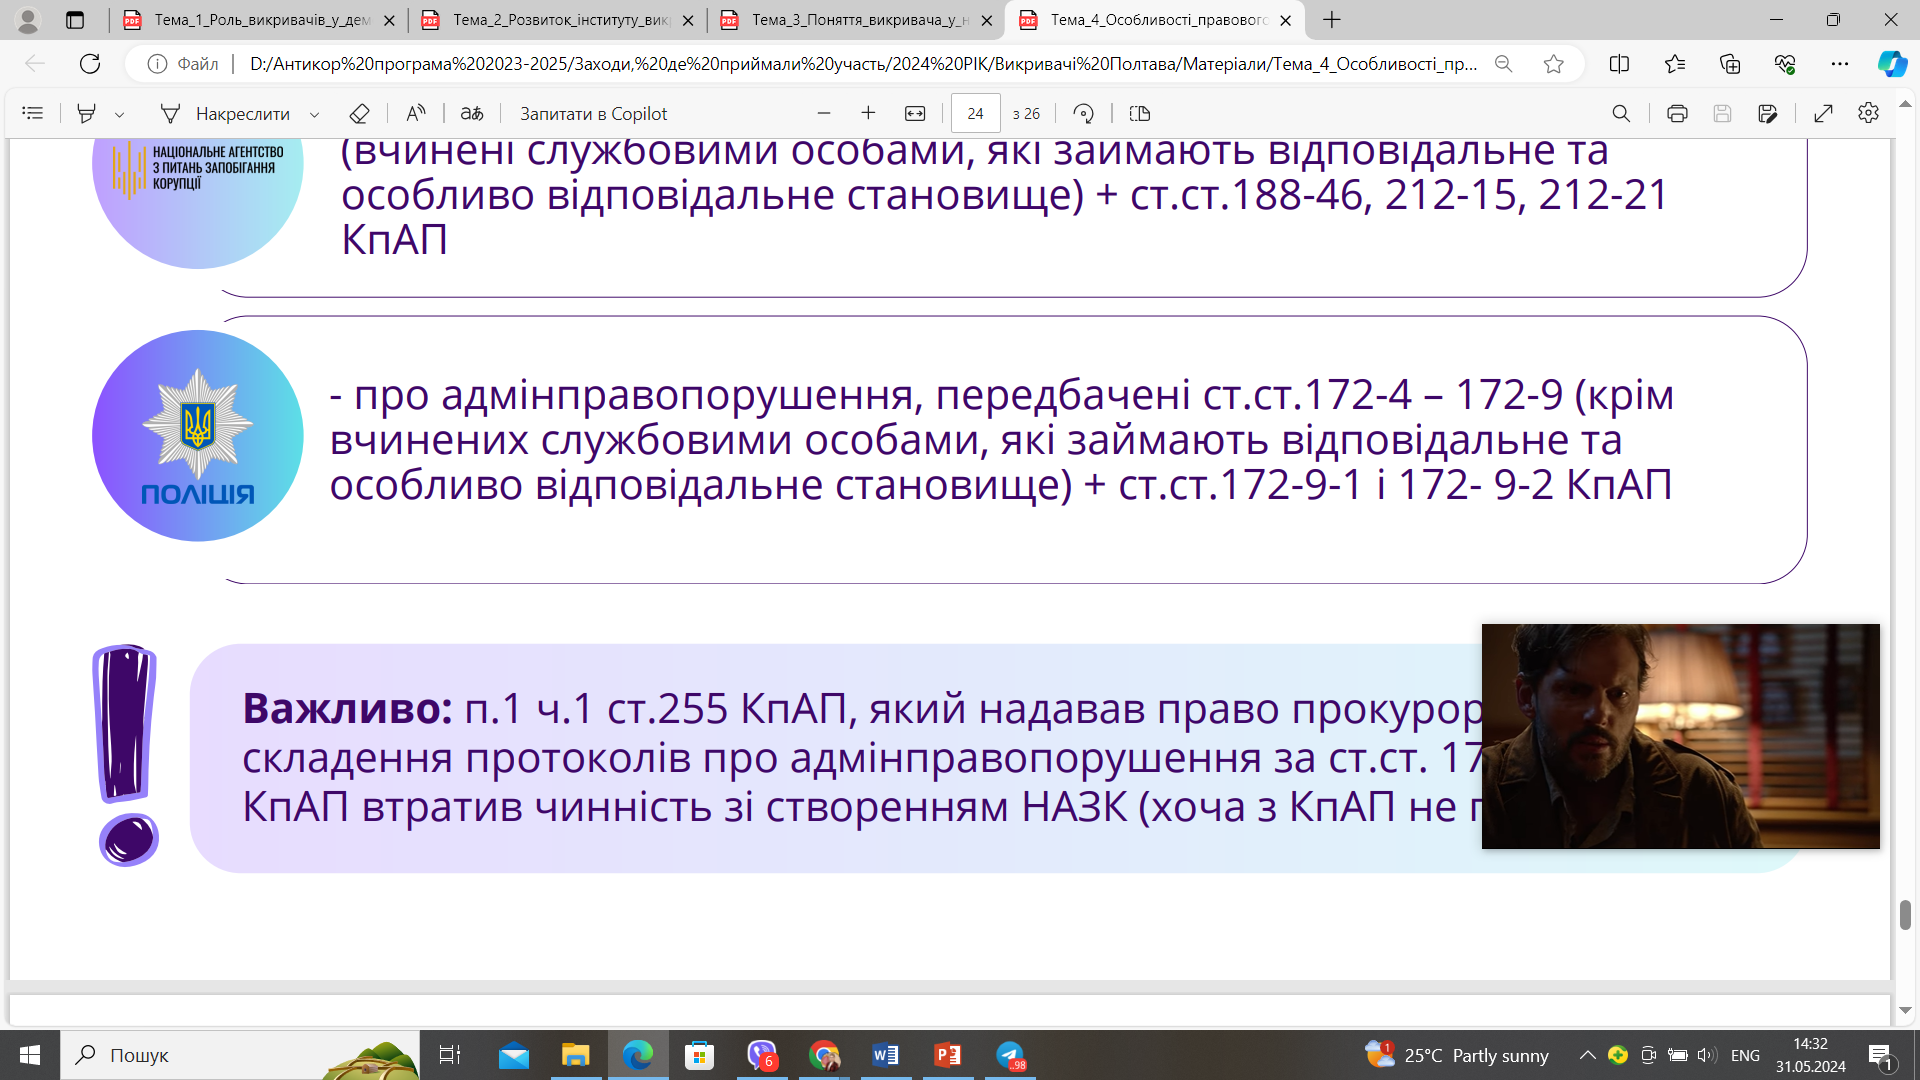 Тема_1_Роль_викривачів_у_дем
Тема_2_Розвиток_інституту_вик
Тема_3_Поняття_викривача_у_н
Тема_4_Особливості_правового
Файл
D:/Антикор%20програма%202023-2025/Заходи,%20де%20приймали%20участь/2024%20РІК/Викривачі%20Полтава/Матеріали/Тема_4_Особливості_пр...
Накреслити
аあ
Запитати в Copilot
24
з 26
НАЦІОНАЛЬНЕ АГЕНТСТВО
З ПИТАНЬ ЗАПОБІГАННЯ
КОРУПЦІЇ
(вчинені службовими особами, які займають відповідальне та
особливо відповідальне становище) + ст.ст.188-46, 212-15, 212-21
КпАП
ПОЛІЦІЯ
- про адмінправопорушення, передбачені ст.ст.172-4 – 172-9 (крім
вчинених службовими особами, які займають відповідальне та
особливо відповідальне становище) + ст.ст.172-9-1 і 172- 9-2 КпАП
Важливо: п.1 ч.1 ст.255 КпАП, який надавав право прокурор
складення протоколів про адмінправопорушення за ст.ст. 17
КпАП втратив чинність зі створенням НАЗК (хоча з КпАП не
Пошук
6
..98
1
25°C Partly sunny
ENG
14:32
31.05.2024
1